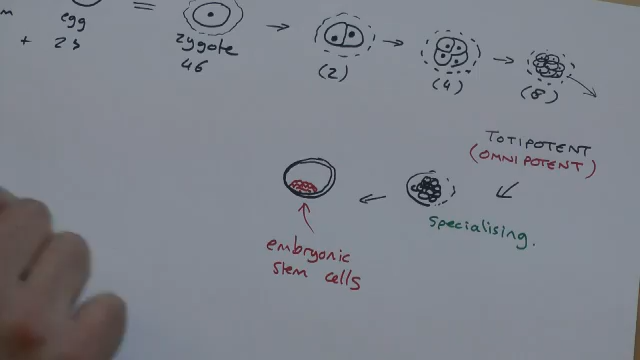 m
egg
+ 23
=
zygote
46
(2)
(4)
(8)
TOTIPOTENT
(OMNIPOTENT)
specialising.
embryonic
stem cells